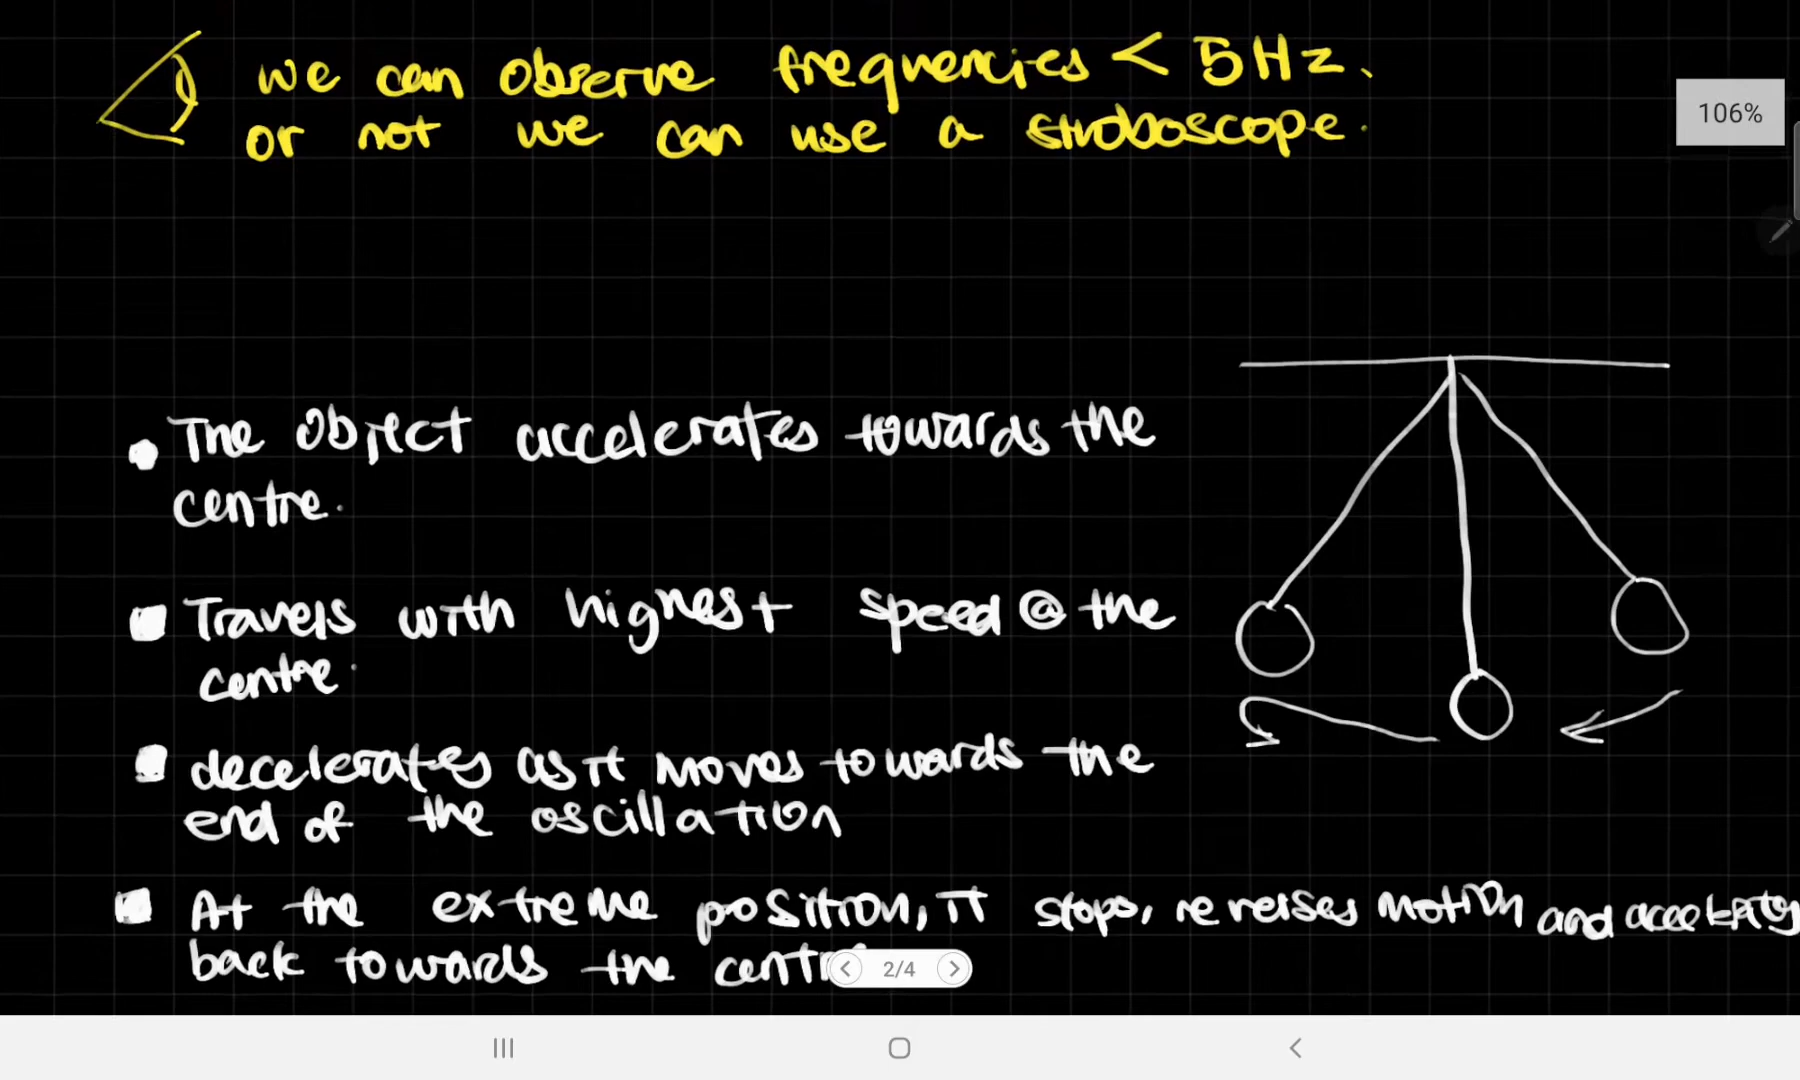 we can observe frequencies < 5Hz.
or not we can use a stroboscope.
106%
• The object accelerates towards the
centre.
▪ Travels with highest speed @ the
centre.
▪ decelerates as it moves towards the
end of the oscillation
▪ At the extreme position, it stops, reverses motion and
back towards the
2/4